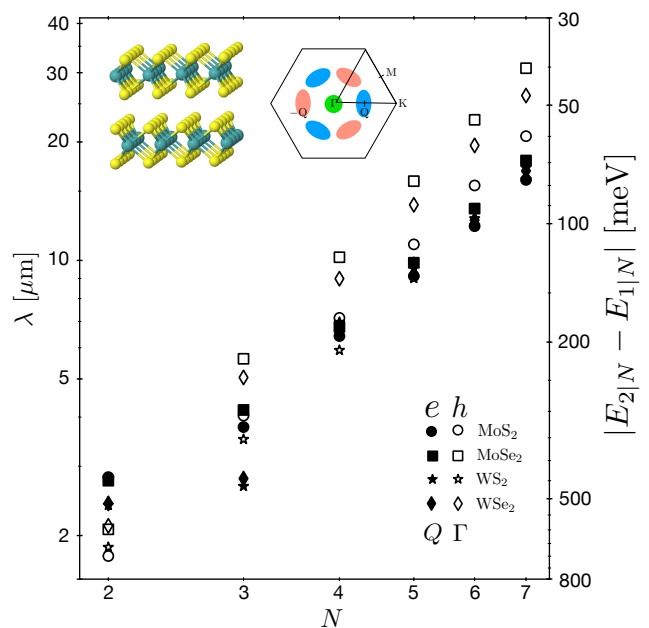 40
30
20
10
5
2
λ [μm]
30
50
100
200
500
800
|E₂|N − E₁|N| [meV]
2
3
4
5
6
7
N
Γ
M
K
Q
−Q
e h
MoS₂
MoSe₂
WS₂
WSe₂
Q Γ